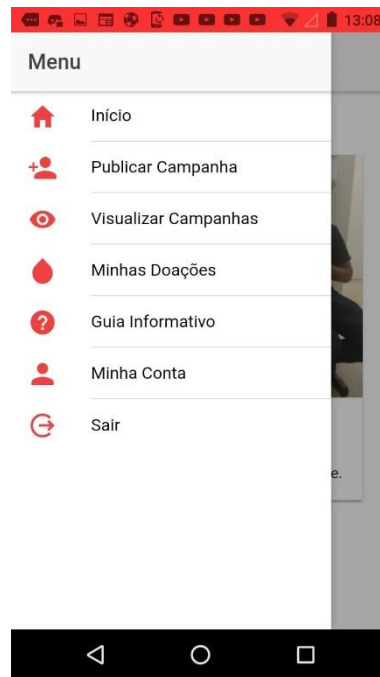 13:08
Menu
Início
Publicar Campanha
Visualizar Campanhas
Minhas Doações
Guia Informativo
Minha Conta
Sair
e.